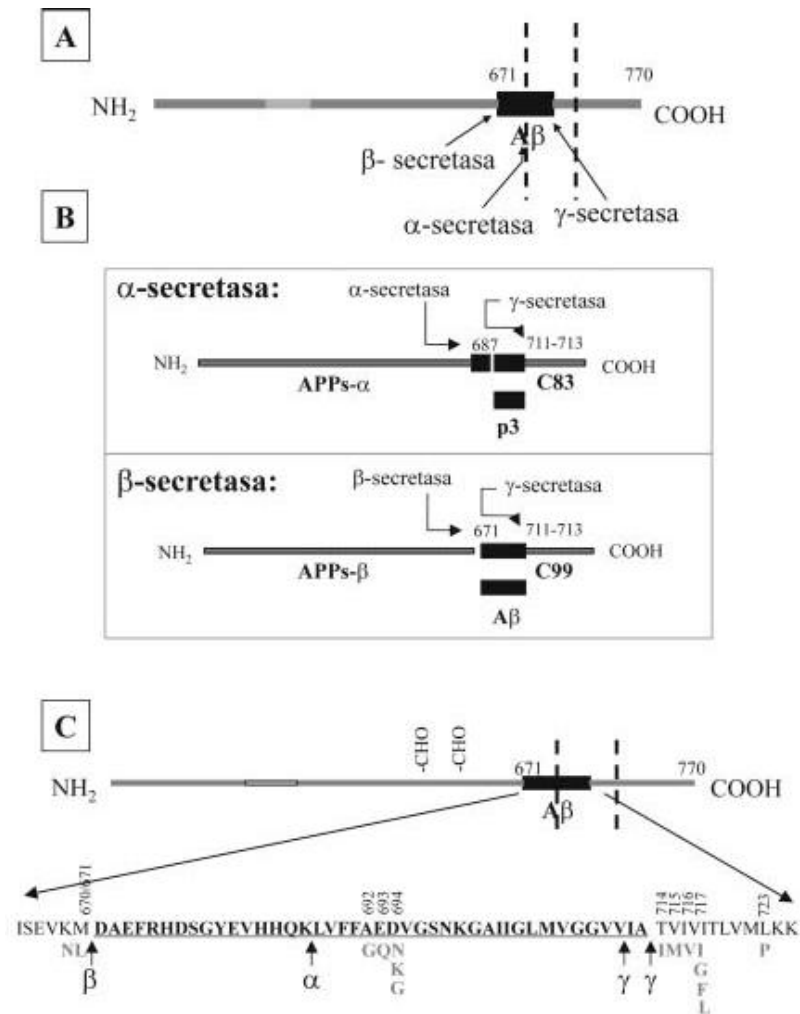 A
671
770
NH2
COOH
Aβ
β- secretasa
α-secretasa
γ-secretasa
B
α-secretasa:
α-secretasa
γ-secretasa
687
711-713
NH2
COOH
APPs-α
C83
p3
β-secretasa:
β-secretasa
γ-secretasa
671
711-713
NH2
COOH
APPs-β
C99
Aβ
C
-CHO
-CHO
671
770
NH2
COOH
Aβ
670/671
692
693
694
714
715
716
717
723
ISEVKM DAEFRHDSGYEVHHQKLVFFAEDVGSNKGAIIGLMVGGVVIA TVIVITLVMLKK
NL
GQN
IMVI
P
K
G
G
F
L
β
α
γ
γ